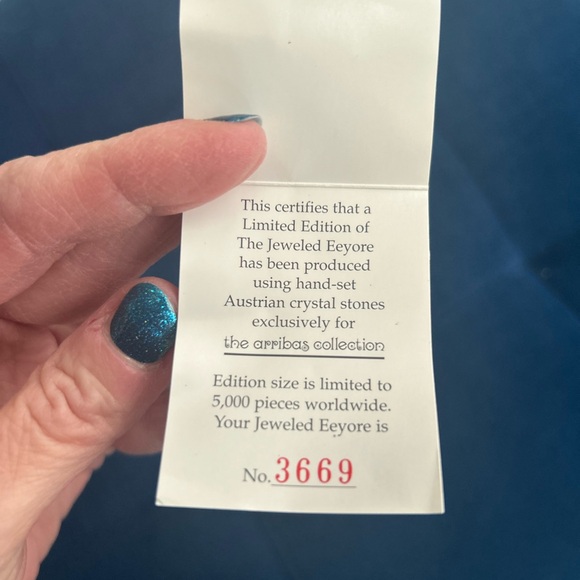 This certifies that a
Limited Edition of
The Jeweled Eeyore
has been produced
using hand-set
Austrian crystal stones
exclusively for
the arribas collection
Edition size is limited to
5,000 pieces worldwide.
Your Jeweled Eeyore is
No. 3669